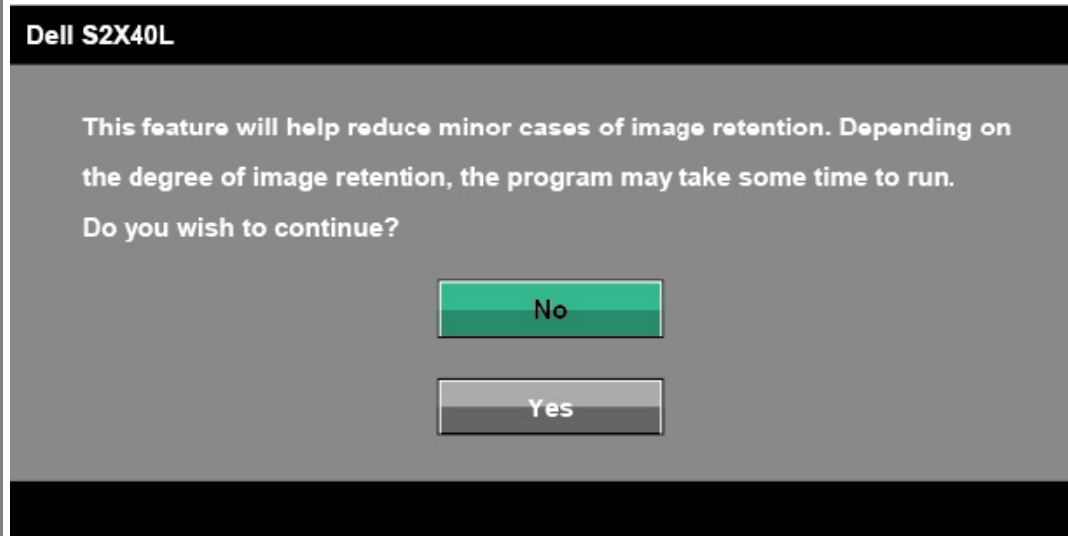 Dell S2X40L
This feature will help reduce minor cases of image retention. Depending on
the degree of image retention, the program may take some time to run.
Do you wish to continue?
No
Yes